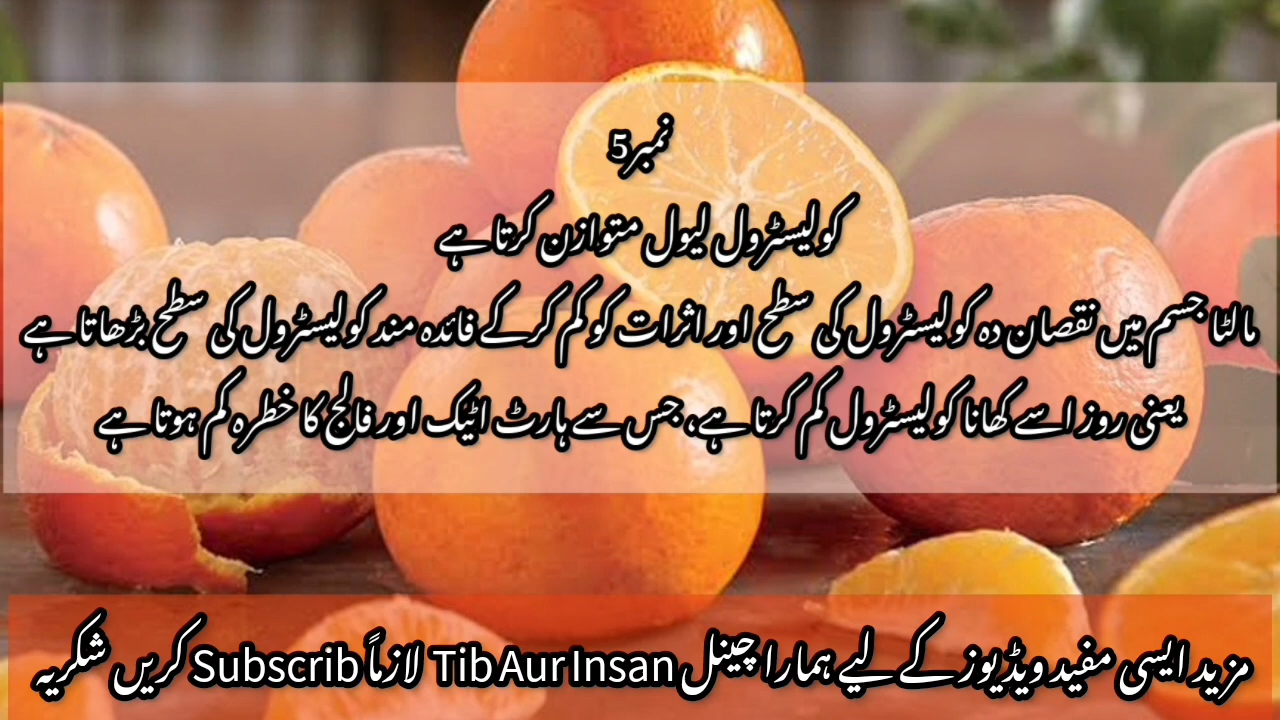 نمبر5
کولیسٹرول لیول متوازن کرتا ہے
مالٹا جسم میں نقصان دہ کولیسٹرول کی سطح اور اثرات کو کم کرکے فائدہ مند کولیسٹرول کی سطح بڑھاتا ہے
یعنی روز اسے کھانا کولیسٹرول کم کرتا ہے، جس سے ہارٹ اٹیک اور فالج کا خطرہ کم ہوتا ہے
مزید ایسی مفید ویڈیوز کے لیے ہمارا چینل Tib Aur Insan لازماً Subscrib کریں شکریہ